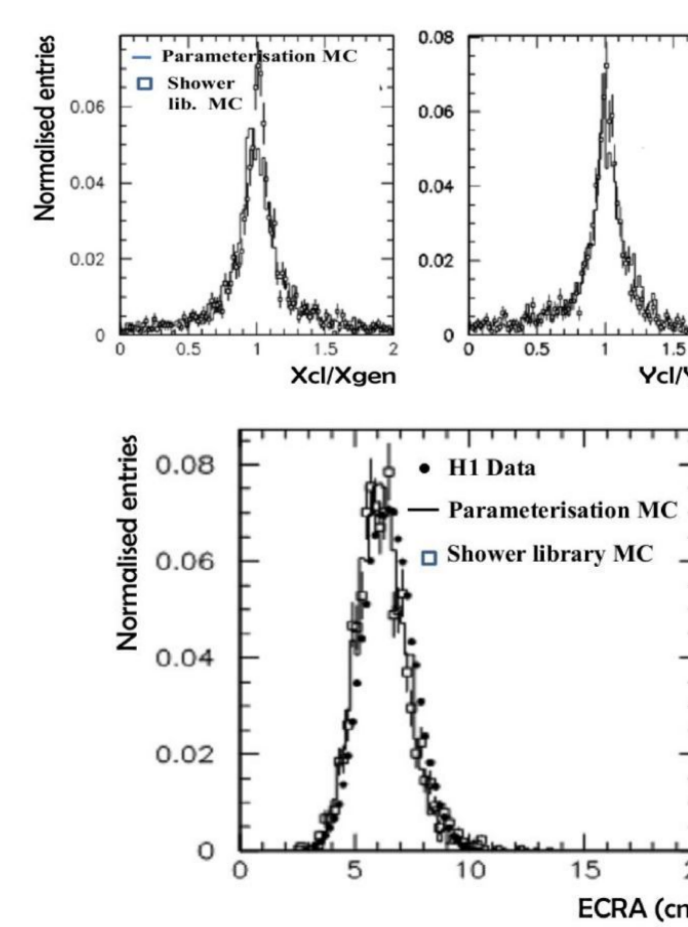 Normalised entries
0.06
0.04
0.02
0
Parameterisation MC
Shower
lib. MC
0 0.5 1 1.5 2
Xcl/Xgen
0.08
0.06
0.04
0.02
0
0 0.5 1 1.5
Ycl/Y
Normalised entries
0.08
0.06
0.04
0.02
0
H1 Data
Parameterisation MC
Shower library MC
0 5 10 15
ECRA (cm